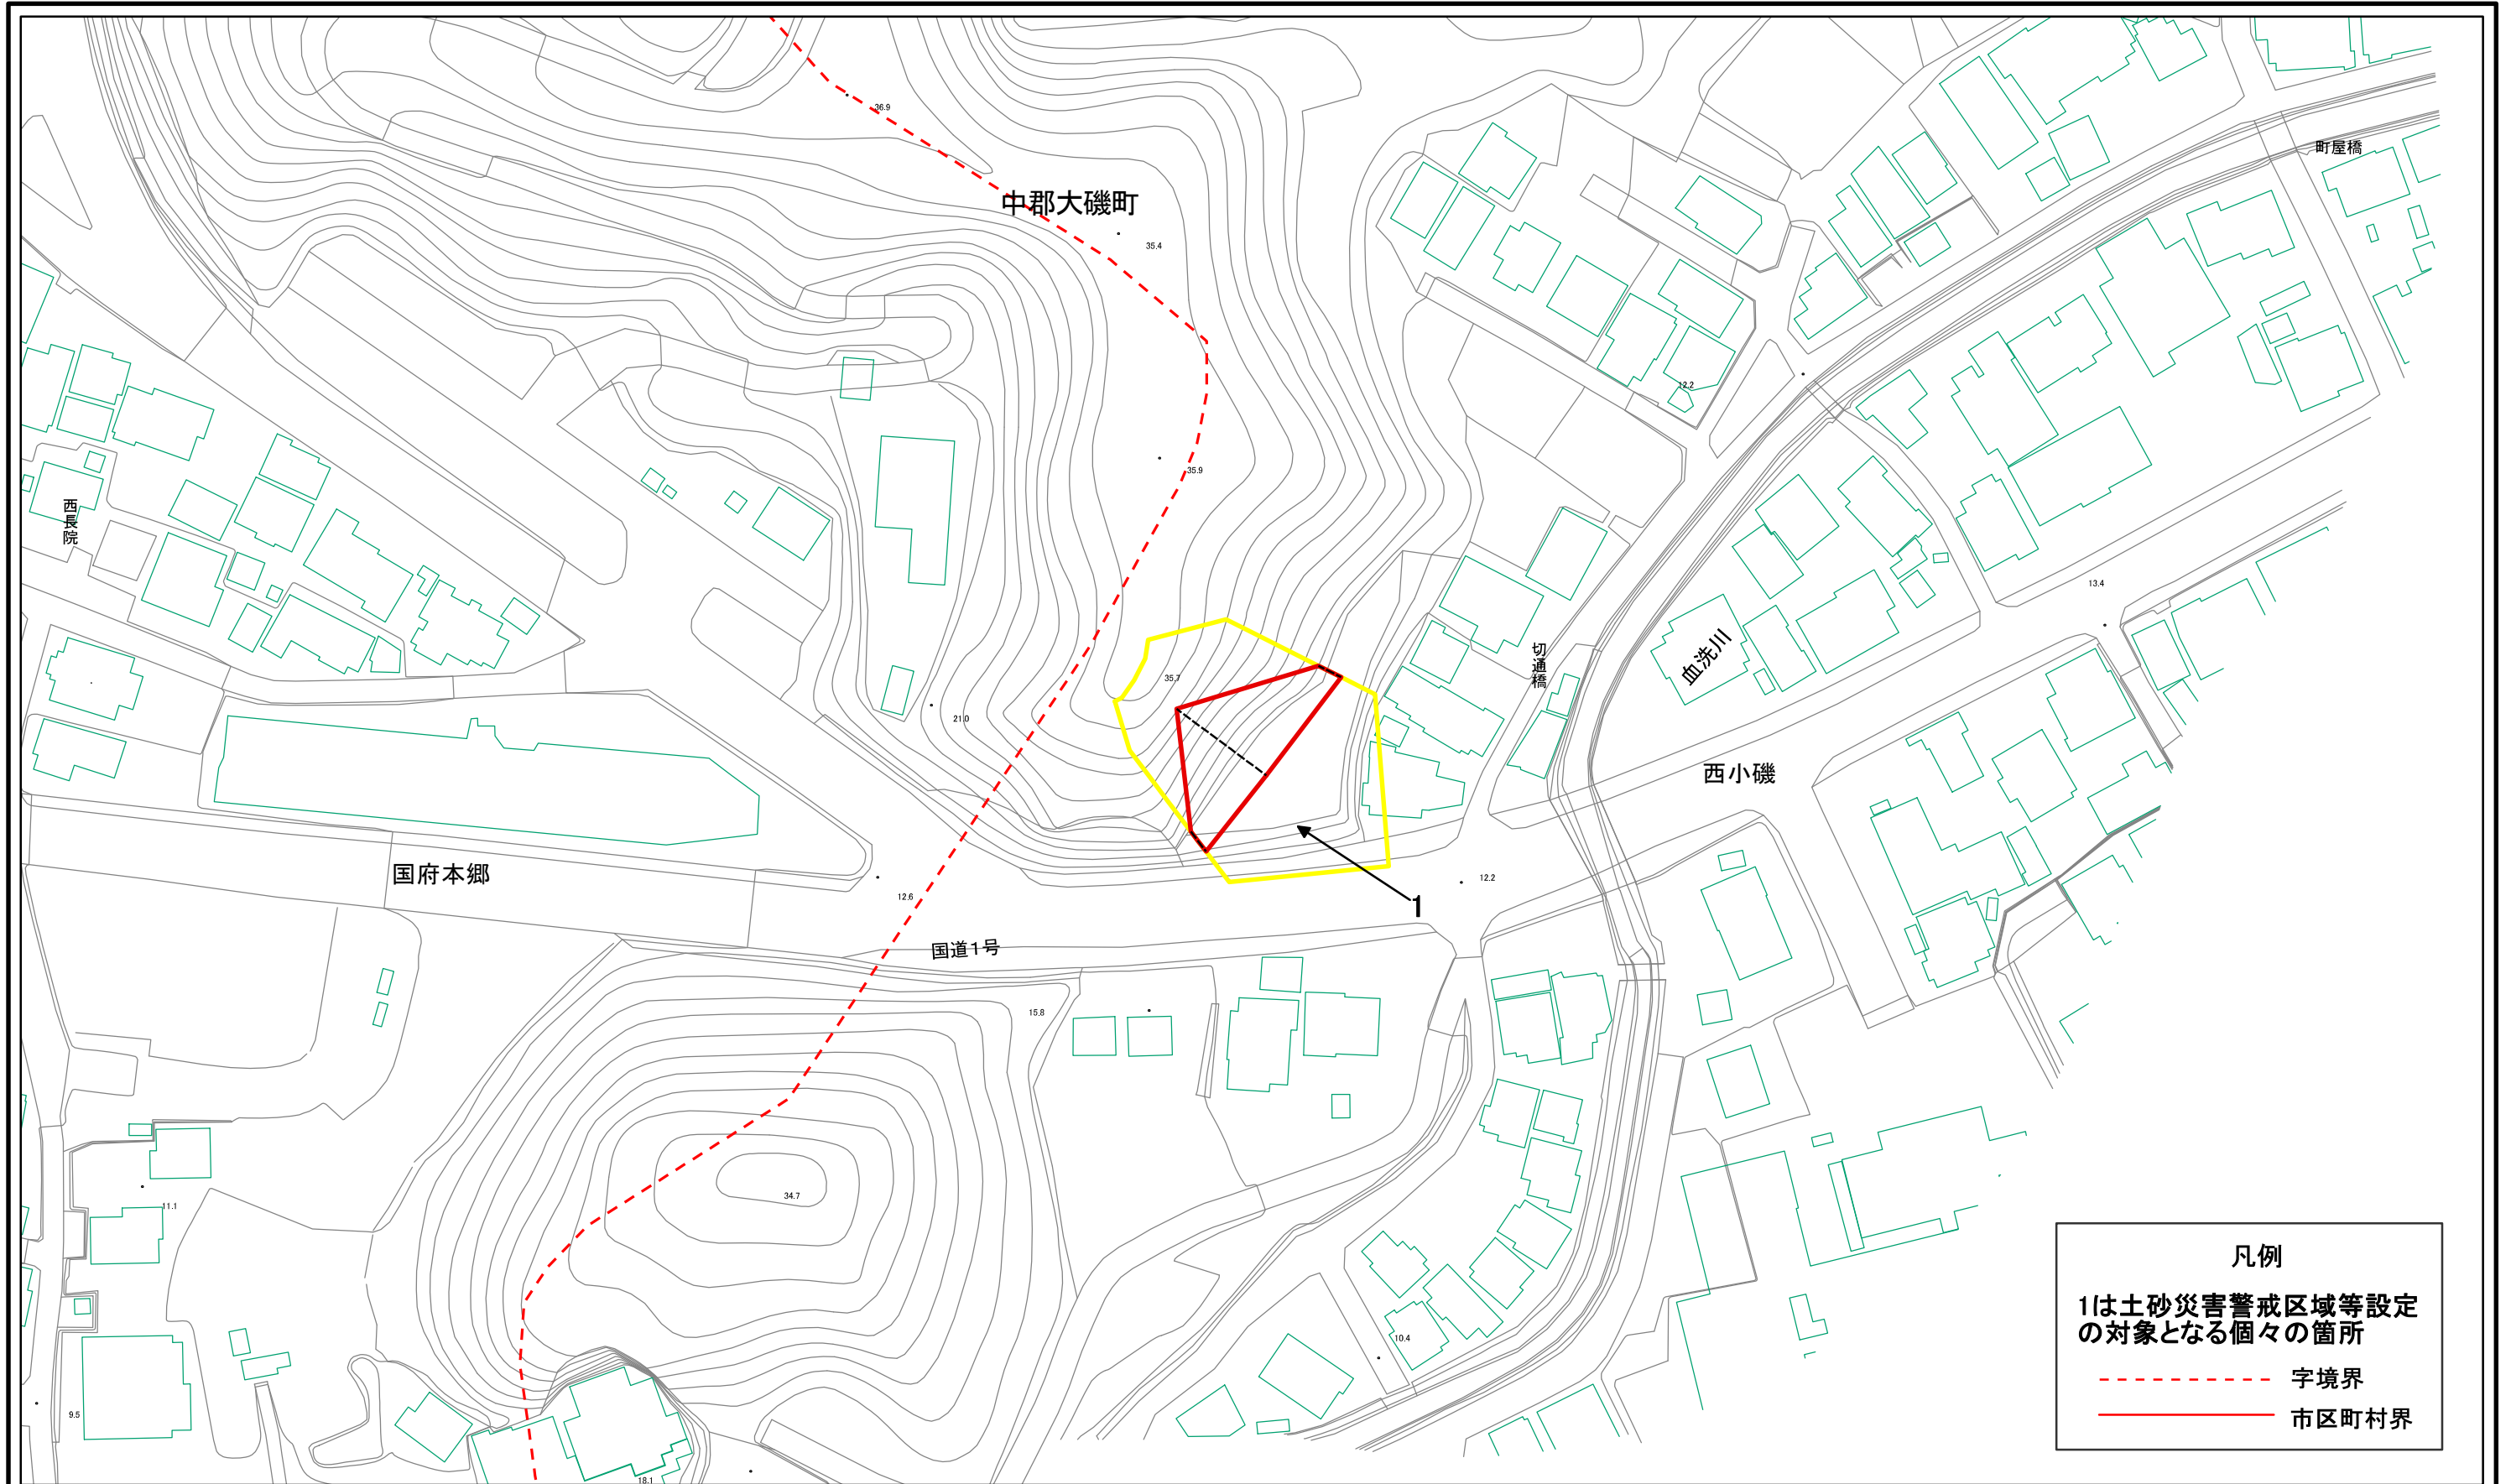 36.9
町屋橋
中郡大磯町
35.4
12.2
35.9
西長院
13.4
切通橋
血洗川
35.7
21.0
西小磯
国府本郷
12.2
12.6
1
国道1号
15.8
34.7
11.1
10.4
9.5
18.1
凡例
1は土砂災害警戒区域等設定
の対象となる個々の箇所
字境界
市区町村界